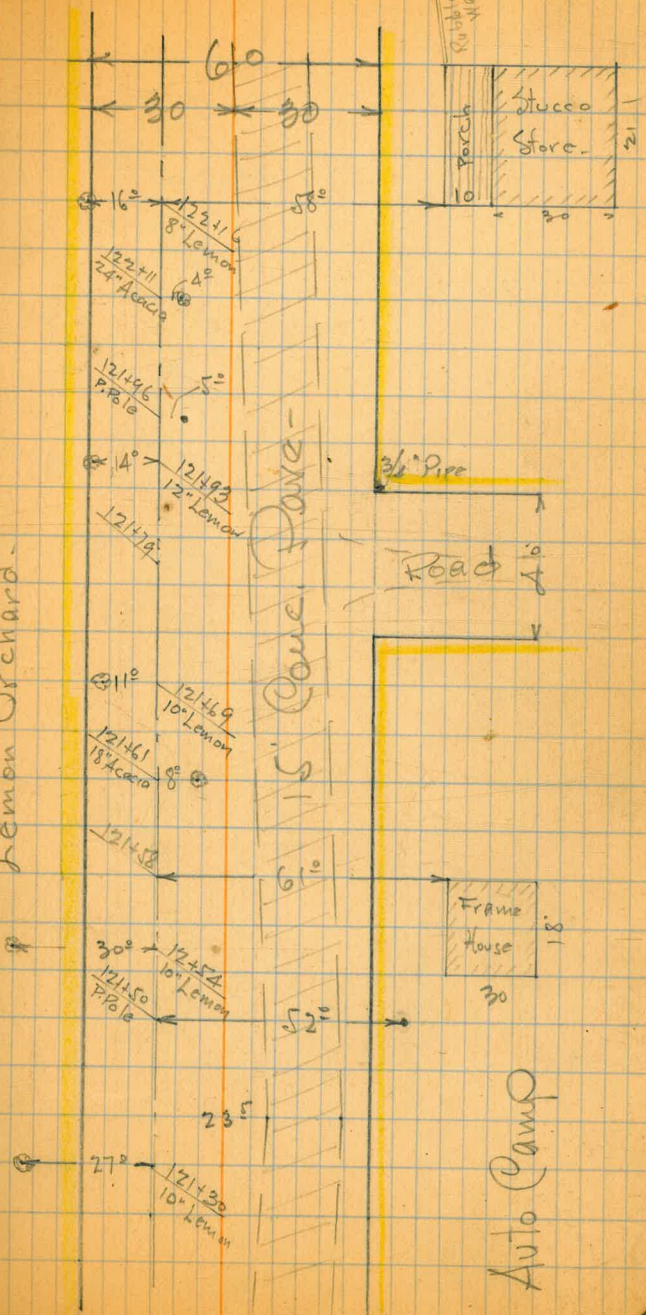 60
30 30
Stucco
Store.
Porch
10
30
21
16°
122+16
8" Lemon
58°
122+11
24" Acacia
4°
121+96
P. Pole
5°
14°
121+93
12" Lemon
3/4" Pipe
121+79
Road
40
15' Conc. Pave-
Lemon Orchard-
11°
121+69
10" Lemon
121+61
18" Acacia
8°
121+58
61°
Frame
House
18°
30
30°
12+54
10" Lemon
121+50
P. Pole
52°
23⁵
27°
121+30
10" Lemon
Auto Camp